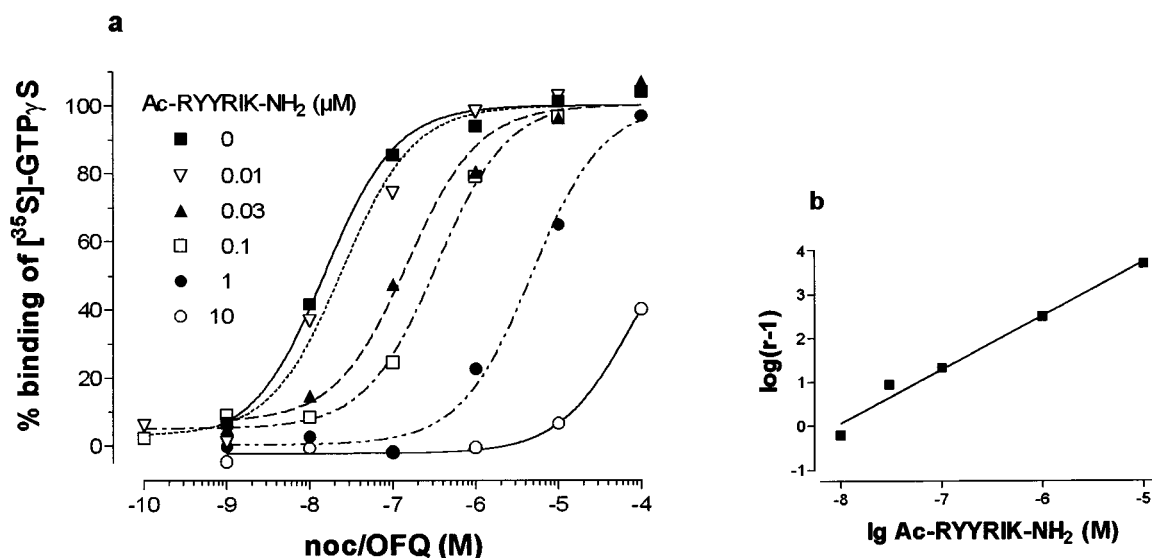 a
% binding of [³⁵S]-GTPγS
100
80
60
40
20
0
Ac-RYYRIK-NH₂ (µM)
0
0.01
0.03
0.1
1
10
-10 -9 -8 -7 -6 -5 -4
noc/OFQ (M)
b
log(r-1)
4
3
2
1
0
-1
-8 -7 -6 -5
lg Ac-RYYRIK-NH₂ (M)